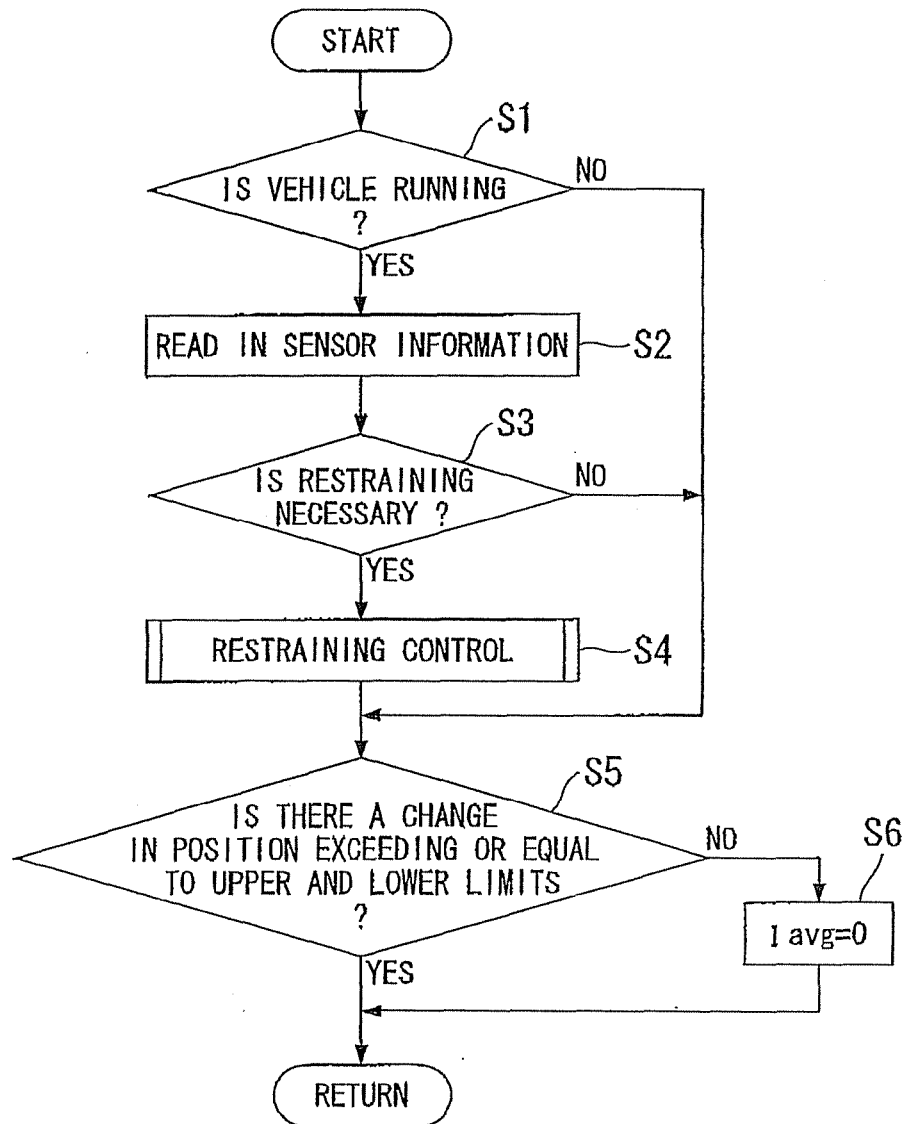 START
S1
IS VEHICLE RUNNING
?
NO
YES
READ IN SENSOR INFORMATION
S2
S3
IS RESTRAINING
NECESSARY ?
NO
YES
RESTRAINING CONTROL
S4
S5
IS THERE A CHANGE
IN POSITION EXCEEDING OR EQUAL
TO UPPER AND LOWER LIMITS
?
NO
S6
I avg=0
YES
RETURN